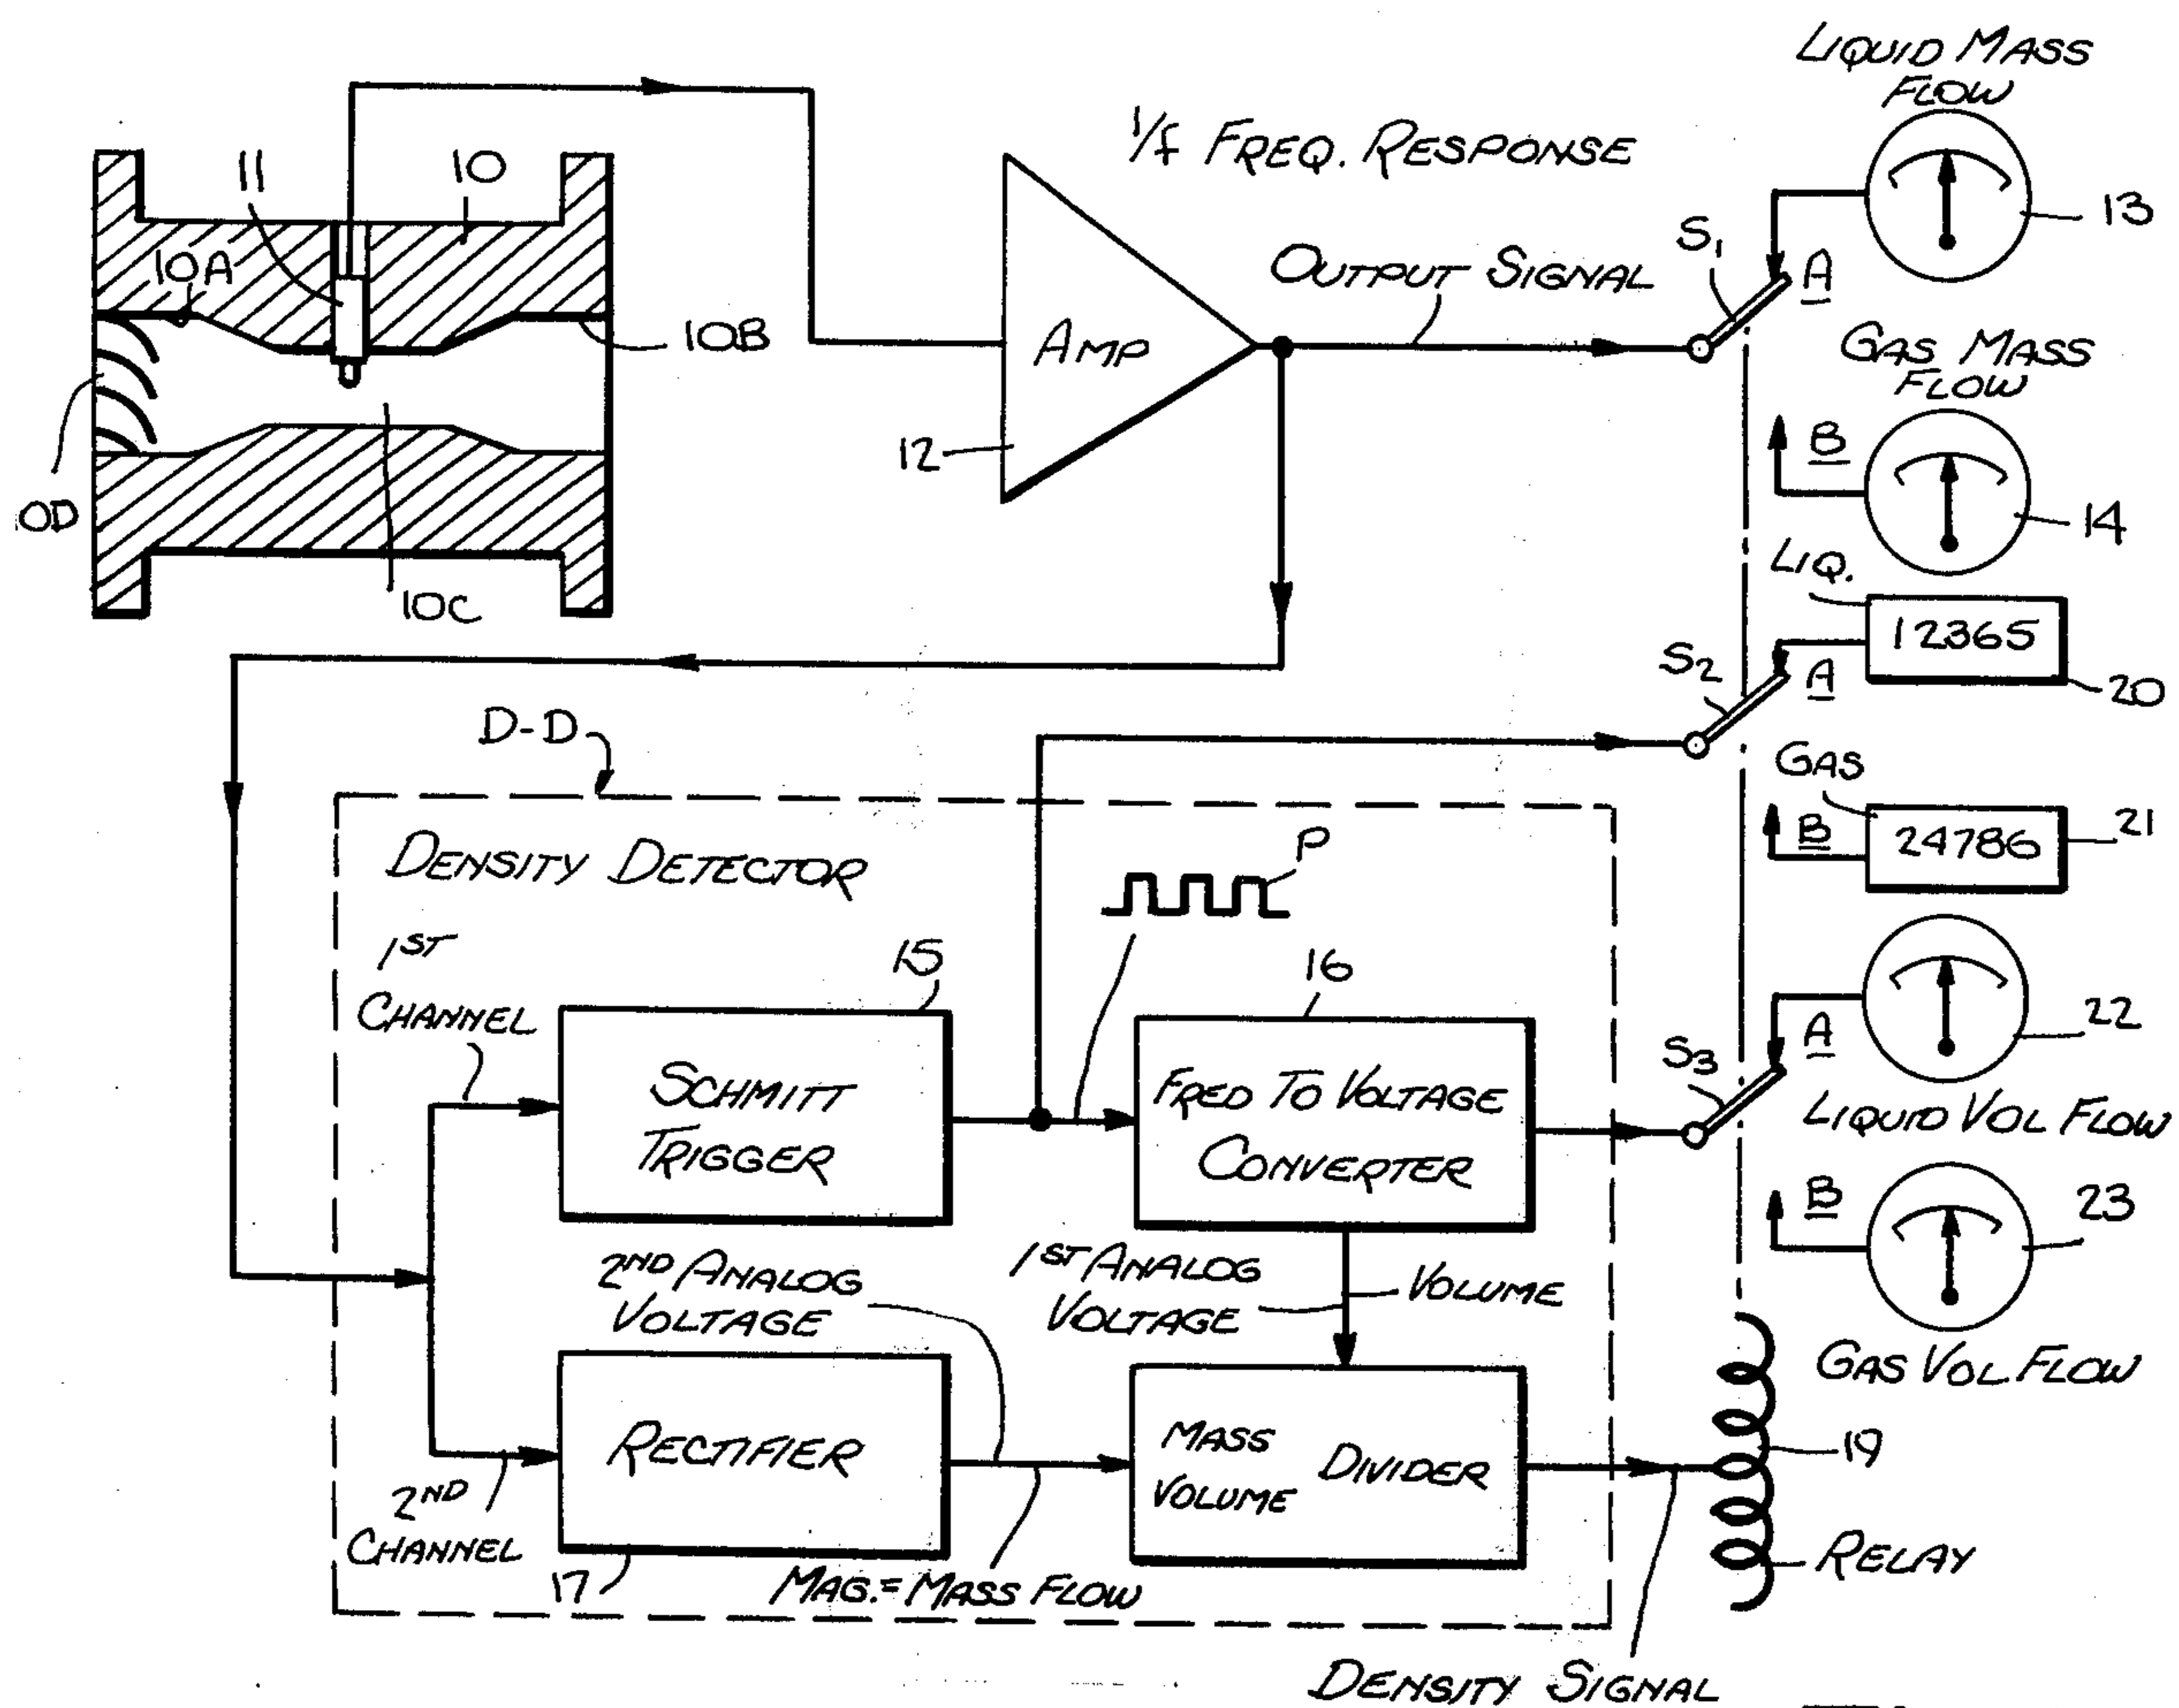 LIQUID MASS
FLOW
1/f FREQ. RESPONSE
11
10
13
10A
S1
A
OUTPUT SIGNAL
10B
AMP
GAS MASS
FLOW
12
B
10D
14
10C
LIQ.
12365
S2
A
20
D-D
GAS
DENSITY DETECTOR
P
B
24786
21
1ST
CHANNEL
15
16
22
A
S3
SCHMITT
TRIGGER
FRED TO VOLTAGE
CONVERTER
LIQUID VOL FLOW
B
23
2ND ANALOG
VOLTAGE
1ST ANALOG
VOLTAGE
VOLUME
GAS VOL. FLOW
RECTIFIER
MASS
VOLUME
DIVIDER
19
2ND
CHANNEL
17
MAG. = MASS FLOW
RELAY
DENSITY SIGNAL